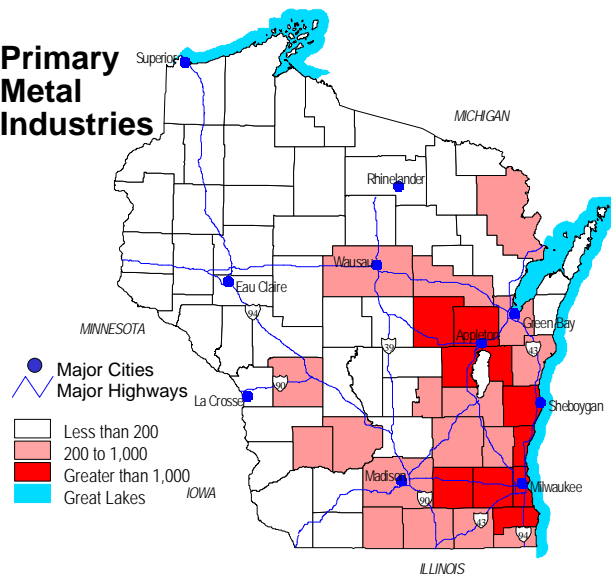 Primary
Metal
Industries
Superior
MICHIGAN
Rhinelander
Wausau
Eau Claire
94
MINNESOTA
Green Bay
Appleton
39
43
Major Cities
Major Highways
90
La Crosse
Sheboygan
Less than 200
200 to 1,000
Greater than 1,000
Great Lakes
IOWA
Madison
90
Milwaukee
43
94
ILLINOIS